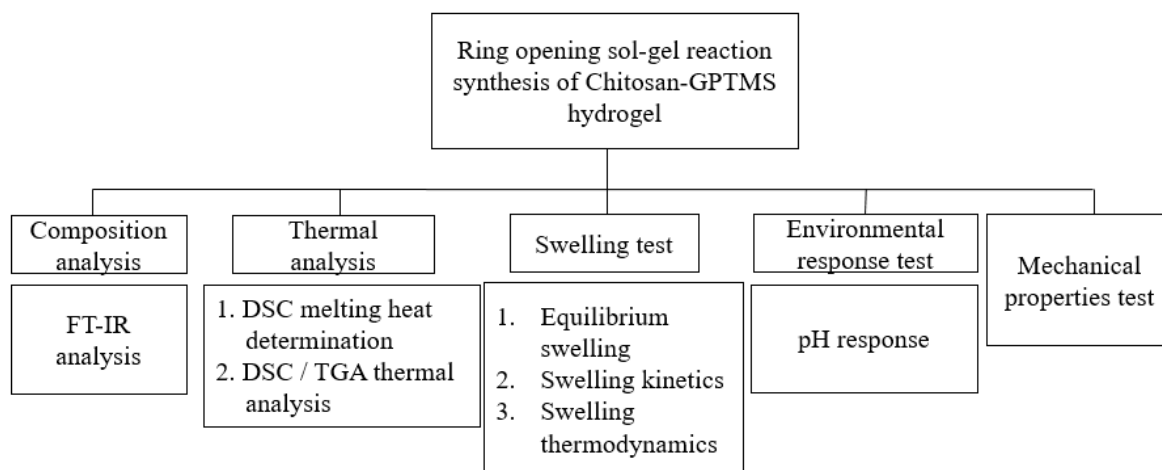 Ring opening sol-gel reaction
synthesis of Chitosan-GPTMS
hydrogel
Composition
analysis
FT-IR
analysis
Thermal
analysis
1. DSC melting heat
determination
2. DSC / TGA thermal
analysis
Swelling test
1. Equilibrium
swelling
2. Swelling kinetics
3. Swelling
thermodynamics
Environmental
response test
pH response
Mechanical
properties test